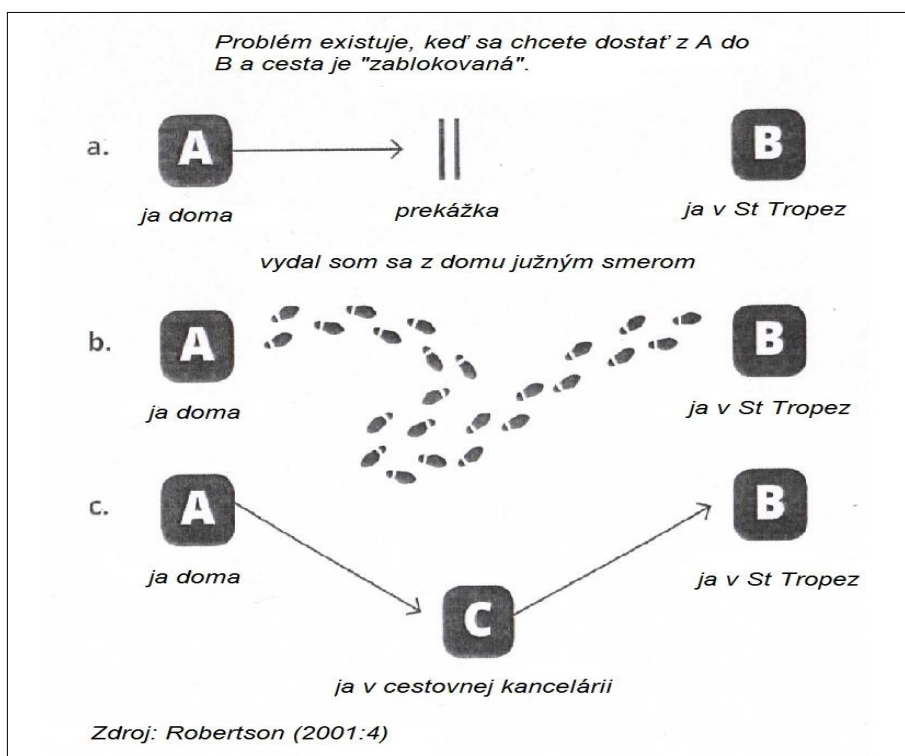 Problém existuje, keď sa chcete dostať z A do
B a cesta je "zablokovaná".
a.
A
B
ja doma
prekážka
ja v St Tropez
vydal som sa z domu južným smerom
b.
A
B
ja doma
ja v St Tropez
c.
A
B
ja doma
ja v St Tropez
C
ja v cestovnej kancelárii
Zdroj: Robertson (2001:4)